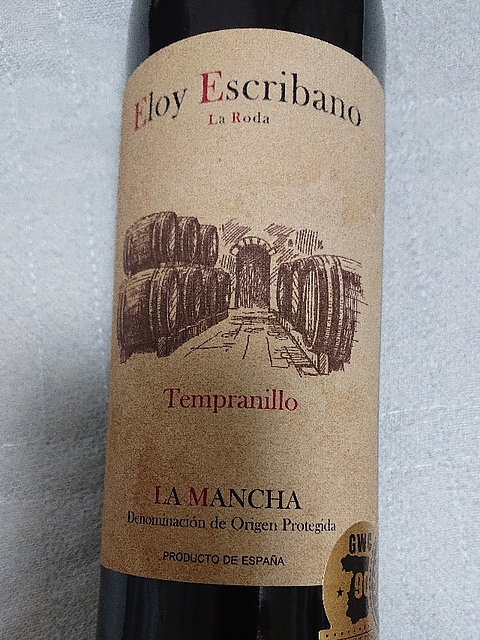 Eloy Escribano
La Roda
Tempranillo
LA MANCHA
Denominación de Origen Protegida
PRODUCTO DE ESPAÑA